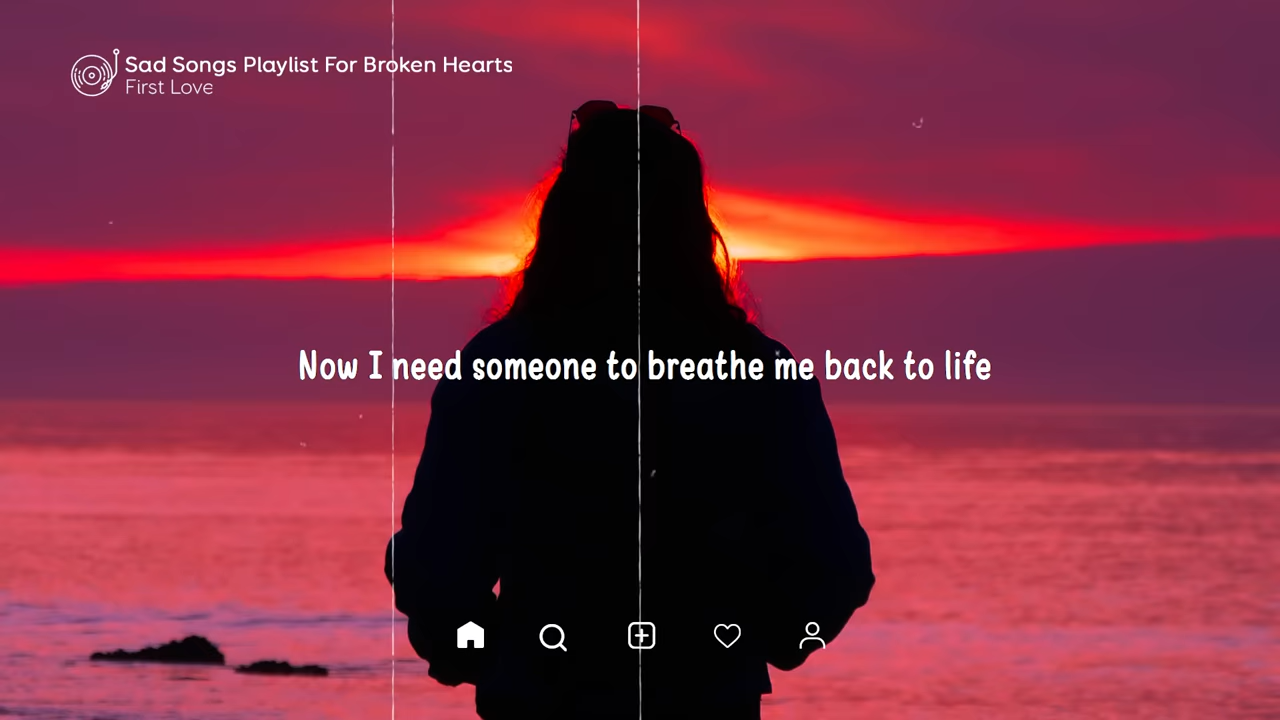 Sad Songs Playlist For Broken Hearts
First Love
Now I need someone to breathe me back to life